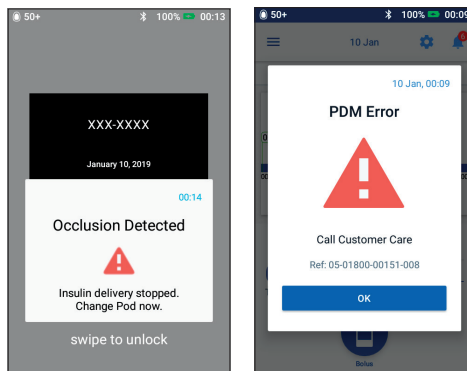 50+
100%
00:13
XXX-XXXX
January 10, 2019
00:14
Occlusion Detected
Insulin delivery stopped.
Change Pod now.
swipe to unlock
50+
100%
00:09
10 Jan
6
10 Jan, 00:09
PDM Error
Call Customer Care
Ref: 05-01800-00151-008
OK
Bolus